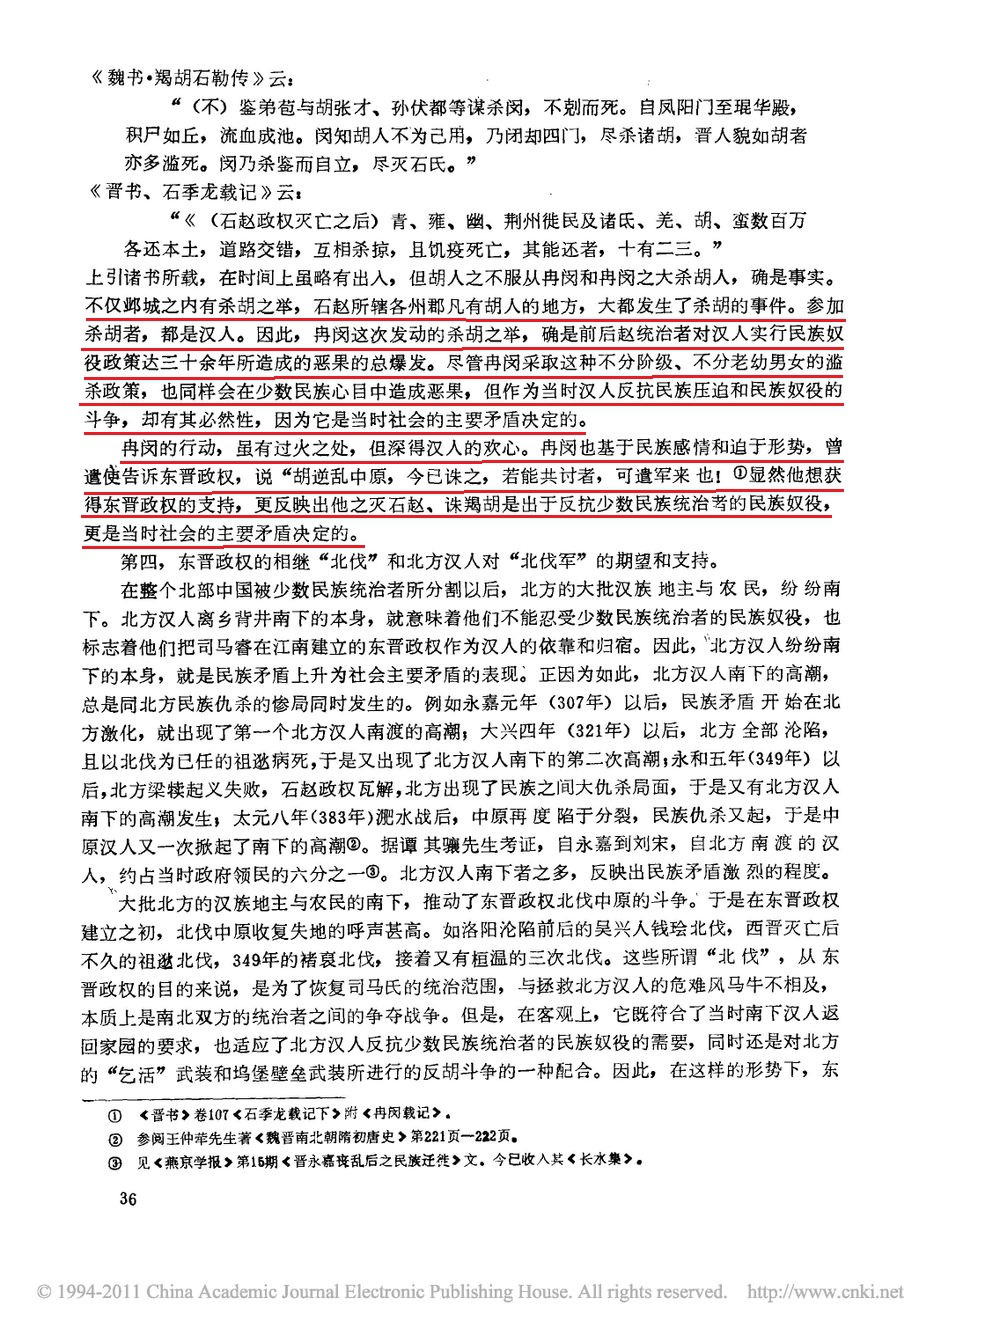 《魏书·羯胡石勒传》云：
“（不）鉴弟苞与胡张才、孙伏都等谋杀闵，不剋而死。自凤阳门至琨华殿，
积尸如丘，流血成池。闵知胡人不为己用，乃闭却四门，尽杀诸胡，晋人貌如胡者
亦多滥死。闵乃杀鉴而自立，尽灭石氏。”
《晋书、石季龙载记》云：
“《（石赵政权灭亡之后）青、雍、幽、荆州徙民及诸氐、羌、胡、蛮数百万
各还本土，道路交错，互相杀掠，且饥疫死亡，其能还者，十有二三。”
上引诸书所载，在时间上虽略有出入，但胡人之不服从冉闵和冉闵之大杀胡人，确是事实。
不仅邺城之内有杀胡之举，石赵所辖各州郡凡有胡人的地方，大都发生了杀胡的事件。参加
杀胡者，都是汉人。因此，冉闵这次发动的杀胡之举，确是前后赵统治者对汉人实行民族奴
役政策达三十余年所造成的恶果的总爆发。尽管冉闵采取这种不分阶级、不分老幼男女的滥
杀政策，也同样会在少数民族心目中造成恶果，但作为当时汉人反抗民族压迫和民族奴役的
斗争，却有其必然性，因为它是当时社会的主要矛盾决定的。
冉闵的行动，虽有过火之处，但深得汉人的欢心。冉闵也基于民族感情和迫于形势，曾
遣使告诉东晋政权，说“胡逆乱中原，今已诛之，若能共讨者，可遣军来也！①显然他想获
得东晋政权的支持，更反映出他之灭石赵、诛羯胡是出于反抗少数民族统治者的民族奴役，
更是当时社会的主要矛盾决定的。
第四，东晋政权的相继“北伐”和北方汉人对“北伐军”的期望和支持。
在整个北部中国被少数民族统治者所分割以后，北方的大批汉族地主与农民，纷纷南
下。北方汉人离乡背井南下的本身，就意味着他们不能忍受少数民族统治者的民族奴役，也
标志着他们把司马睿在江南建立的东晋政权作为汉人的依靠和归宿。因此，北方汉人纷纷南
下的本身，就是民族矛盾上升为社会主要矛盾的表现。正因为如此，北方汉人南下的高潮，
总是同北方民族仇杀的惨局同时发生的。例如永嘉元年（307年）以后，民族矛盾开始在北
方激化，就出现了第一个北方汉人南渡的高潮；大兴四年（321年）以后，北方全部沦陷，
且以北伐为已任的祖逖病死，于是又出现了北方汉人南下的第二次高潮；永和五年（349年）以
后，北方梁犊起义失败，石赵政权瓦解，北方出现了民族之间大仇杀局面，于是又有北方汉人
南下的高潮发生；太元八年（383年）淝水战后，中原再度陷于分裂，民族仇杀又起，于是中
原汉人又一次掀起了南下的高潮②。据谭其骧先生考证，自永嘉到刘宋，自北方南渡的汉
人，约占当时政府领民的六分之一③。北方汉人南下者之多，反映出民族矛盾激烈的程度。
大批北方的汉族地主与农民的南下，推动了东晋政权北伐中原的斗争。于是在东晋政权
建立之初，北伐中原收复失地的呼声甚高。如洛阳沦陷前后的吴兴人钱琀北伐，西晋灭亡后
不久的祖逖北伐，349年的褚裒北伐，接着又有桓温的三次北伐。这些所谓“北伐”，从东
晋政权的目的来说，是为了恢复司马氏的统治范围，与拯救北方汉人的危难风马牛不相及，
本质上是南北双方的统治者之间的争夺战争。但是，在客观上，它既符合了当时南下汉人返
回家园的要求，也适应了北方汉人反抗少数民族统治者的民族奴役的需要，同时还是对北方
的“乞活”武装和坞堡壁垒武装所进行的反胡斗争的一种配合。因此，在这样的形势下，东
① 《晋书》卷107《石季龙载记下》附《冉闵载记》。
② 参阅王仲荦先生著《魏晋南北朝隋初唐史》第221页—222页。
③ 见《燕京学报》第15期《晋永嘉丧乱后之民族迁徙》文。今已收入其《长水集》。
36
© 1994-2011 China Academic Journal Electronic Publishing House. All rights reserved. http://www.cnki.net